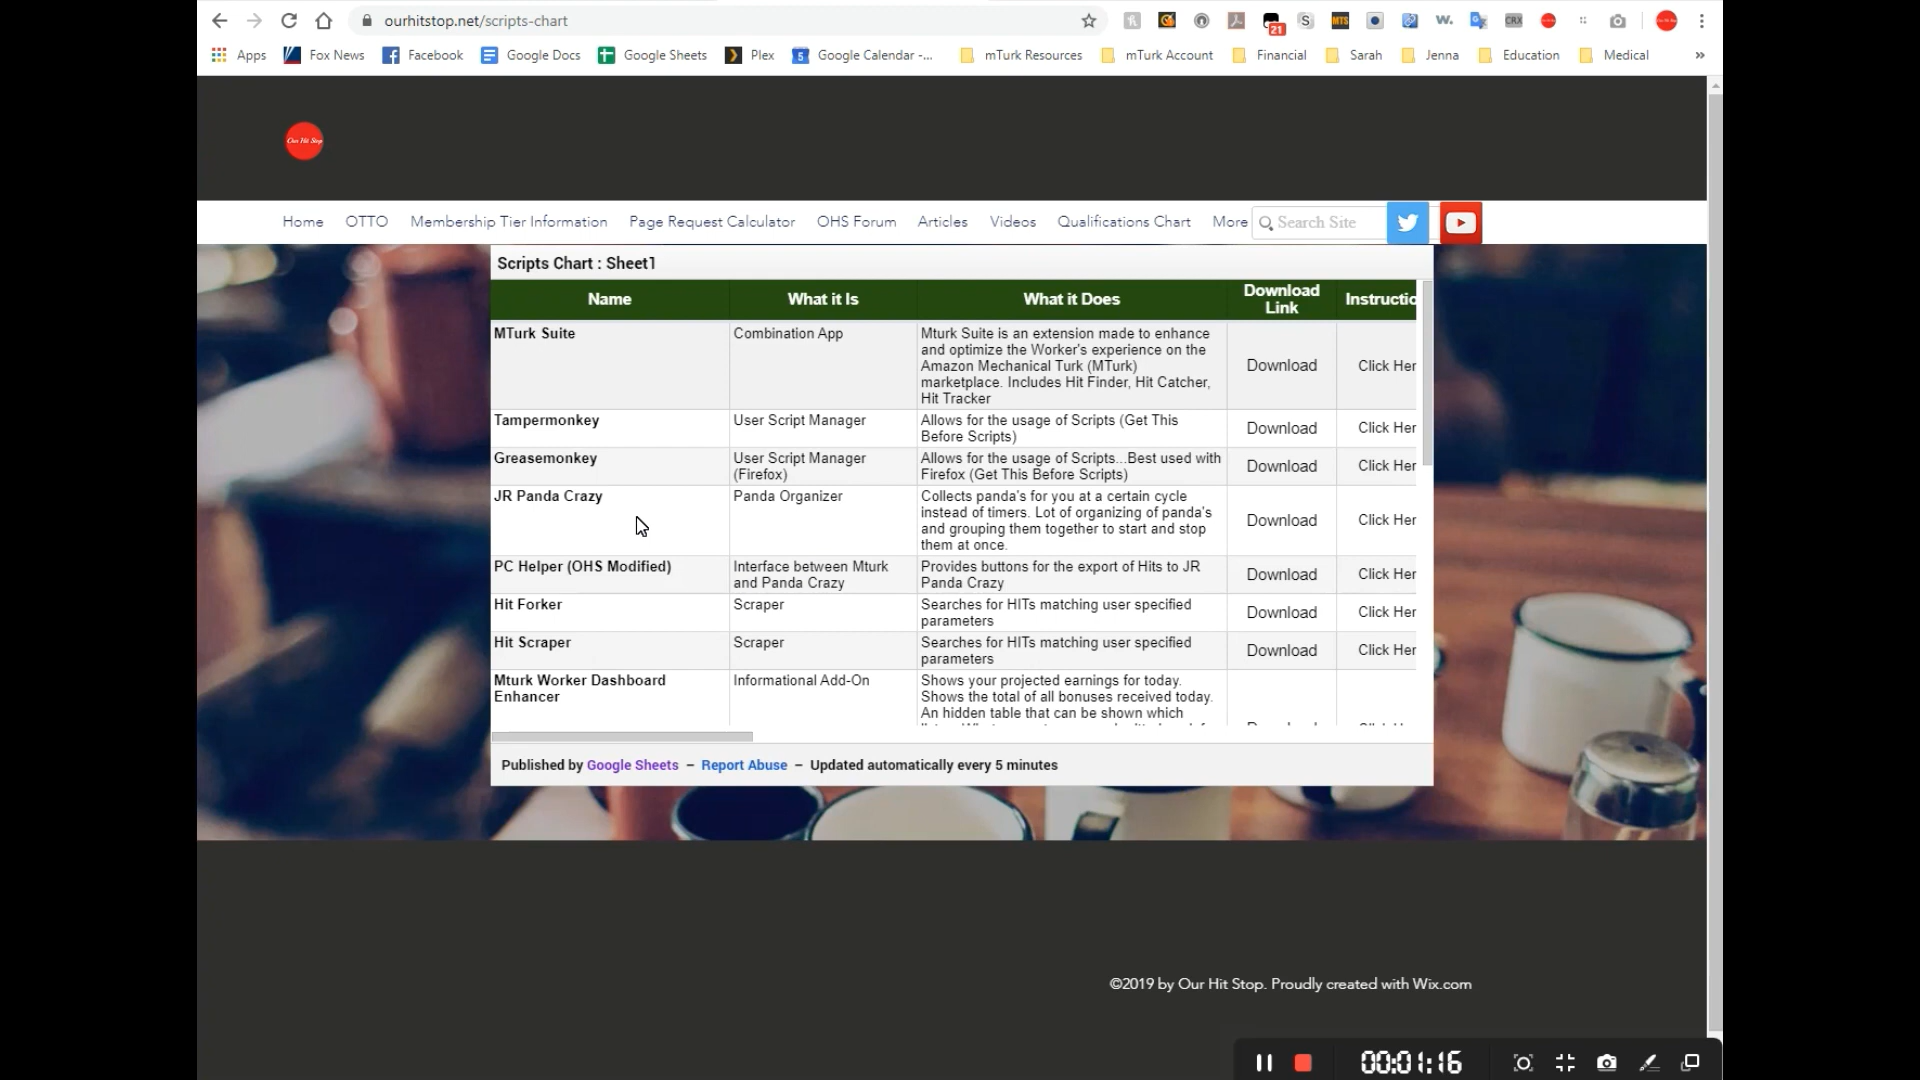 ourhitstop.net/scripts-chart
21
S
MTS
W.
CRX
Apps Fox News Facebook Google Docs Google Sheets Plex 5 Google Calendar -... mTurk Resources mTurk Account Financial Sarah Jenna Education Medical »
Our Hit Stop
Home OTTO Membership Tier Information Page Request Calculator OHS Forum Articles Videos Qualifications Chart More Search Site
Scripts Chart : Sheet1
Name What it Is What it Does Download Link Instructio
MTurk Suite Combination App Mturk Suite is an extension made to enhance
and optimize the Worker's experience on the
Amazon Mechanical Turk (MTurk) Download Click Her
marketplace. Includes Hit Finder, Hit Catcher,
Hit Tracker
Tampermonkey User Script Manager Allows for the usage of Scripts (Get This
Before Scripts) Download Click Her
Greasemonkey User Script Manager Allows for the usage of Scripts...Best used with
(Firefox) Firefox (Get This Before Scripts) Download Click Her
JR Panda Crazy Panda Organizer Collects panda's for you at a certain cycle
instead of timers. Lot of organizing of panda's
and grouping them together to start and stop Download Click Her
them at once.
PC Helper (OHS Modified) Interface between Mturk Provides buttons for the export of Hits to JR
and Panda Crazy Panda Crazy Download Click Her
Hit Forker Scraper Searches for HITs matching user specified
parameters Download Click Her
Hit Scraper Scraper Searches for HITs matching user specified
parameters Download Click Her
Mturk Worker Dashboard Informational Add-On Shows your projected earnings for today.
Enhancer Shows the total of all bonuses received today.
An hidden table that can be shown which
Published by Google Sheets – Report Abuse – Updated automatically every 5 minutes
©2019 by Our Hit Stop. Proudly created with Wix.com
00:01:16